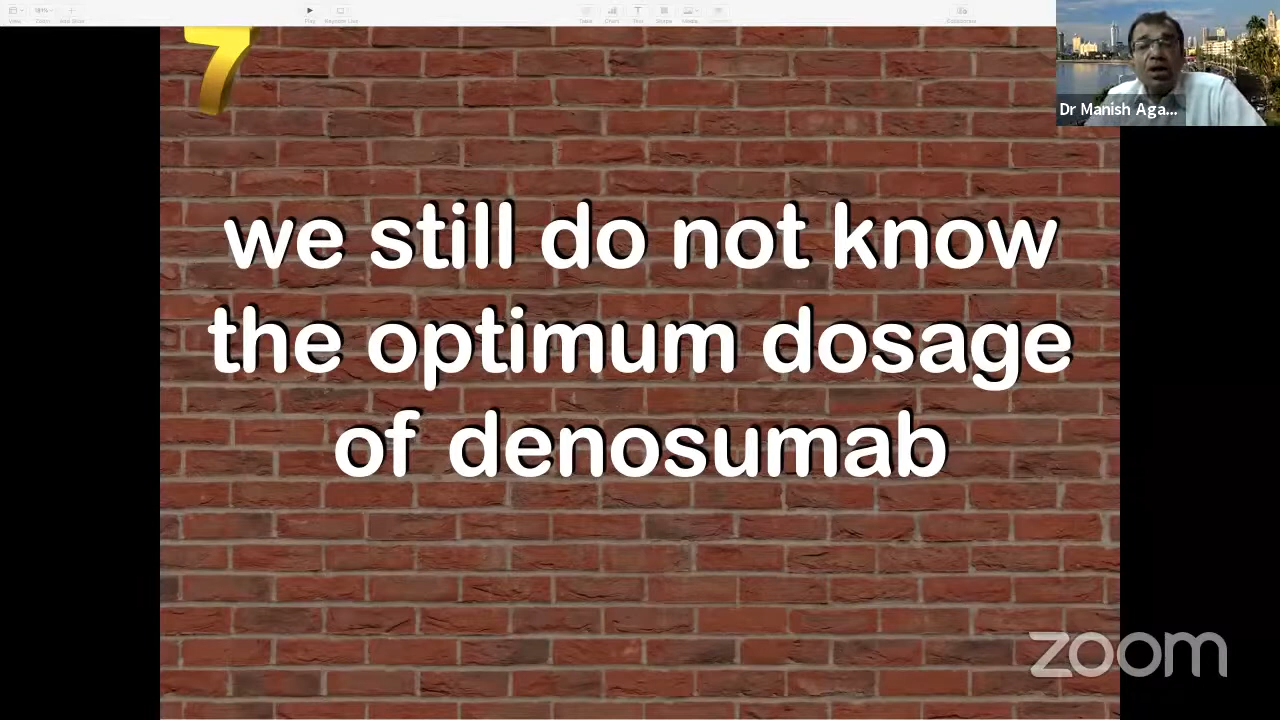 7
Dr Manish Aga...
we still do not know
the optimum dosage
of denosumab
zoom